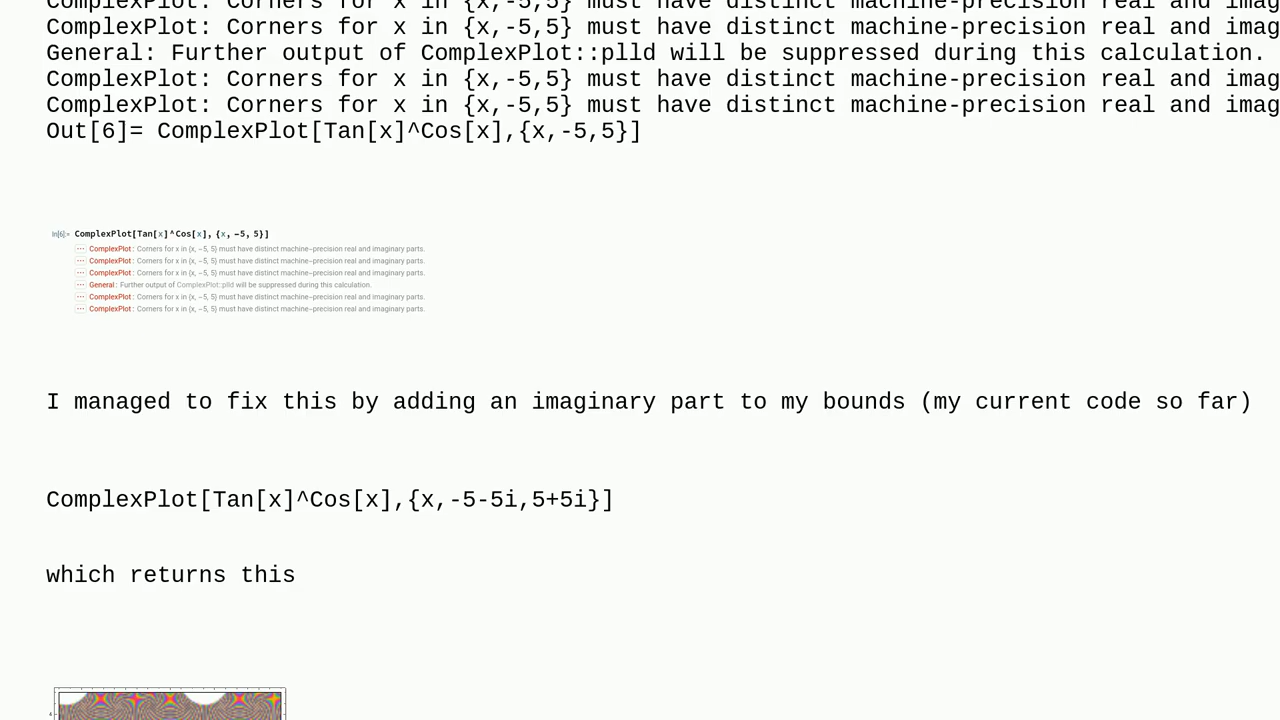 ComplexPlot: Corners for x in {x,-5,5} must have distinct machine-precision real and imag
ComplexPlot: Corners for x in {x,-5,5} must have distinct machine-precision real and imag
General: Further output of ComplexPlot::plld will be suppressed during this calculation.
ComplexPlot: Corners for x in {x,-5,5} must have distinct machine-precision real and imag
ComplexPlot: Corners for x in {x,-5,5} must have distinct machine-precision real and imag
Out[6]= ComplexPlot[Tan[x]^Cos[x],{x,-5,5}]
In[6]:= ComplexPlot[Tan[x]^Cos[x], {x, -5, 5}]
ComplexPlot: Corners for x in {x, -5, 5} must have distinct machine-precision real and imaginary parts.
ComplexPlot: Corners for x in {x, -5, 5} must have distinct machine-precision real and imaginary parts.
ComplexPlot: Corners for x in {x, -5, 5} must have distinct machine-precision real and imaginary parts.
General: Further output of ComplexPlot::plld will be suppressed during this calculation.
ComplexPlot: Corners for x in {x, -5, 5} must have distinct machine-precision real and imaginary parts.
ComplexPlot: Corners for x in {x, -5, 5} must have distinct machine-precision real and imaginary parts.
I managed to fix this by adding an imaginary part to my bounds (my current code so far)
ComplexPlot[Tan[x]^Cos[x],{x,-5-5i,5+5i}]
which returns this
4